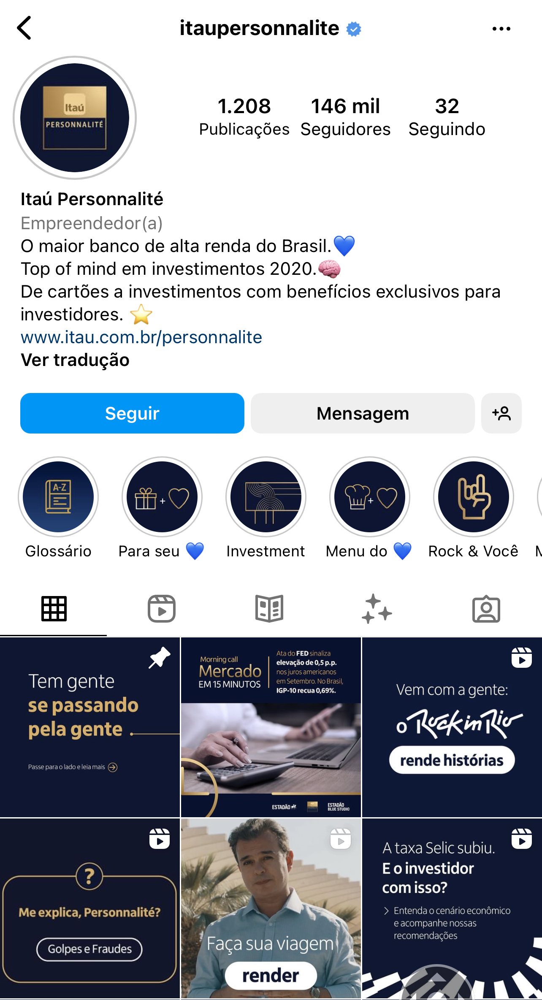 itaupersonnalite
Itaú
PERSONNALITÉ
1.208
Publicações
146 mil
Seguidores
32
Seguindo
Itaú Personnalité
Empreendedor(a)
O maior banco de alta renda do Brasil.💙
Top of mind em investimentos 2020.🧠
De cartões a investimentos com benefícios exclusivos para
investidores. ⭐
www.itau.com.br/personnalite
Ver tradução
Seguir
Mensagem
A-Z
Glossário
Para seu 💙
Investment
Menu do 💙
Rock & Você
Tem gente
se passando
pela gente
Passe para o lado e leia mais
Morning call
Mercado
EM 15 MINUTOS
Ata do FED sinaliza
elevação de 0,5 p.p.
nos juros americanos
em Setembro. No Brasil,
IGP-10 recua 0,69%.
ESTADÃO
ESTADÃO
BLUE STUDIO
Vem com a gente:
o Rock in Rio
rende histórias
?
Me explica, Personnalité?
Golpes e Fraudes
Faça sua viagem
render
A taxa Selic subiu.
E o investidor
com isso?
Entenda o cenário econômico
e acompanhe nossas
recomendações